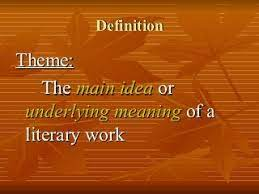 Definition
Theme:
The main idea or
underlying meaning of a
literary work